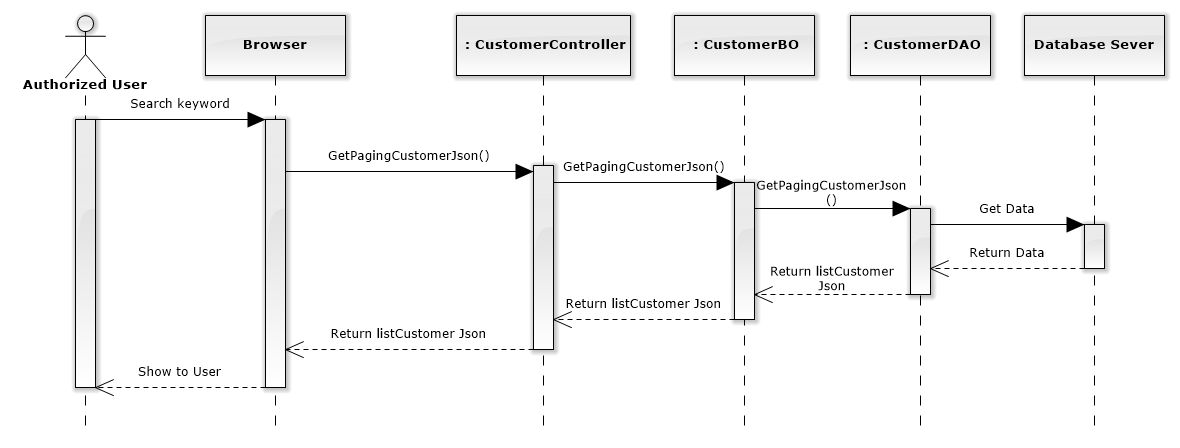 Browser
: CustomerController
: CustomerBO
: CustomerDAO
Database Sever
Authorized User
Search keyword
GetPagingCustomerJson()
GetPagingCustomerJson()
GetPagingCustomerJson
()
Get Data
Return Data
Return listCustomer
Json
Return listCustomer Json
Return listCustomer Json
Show to User